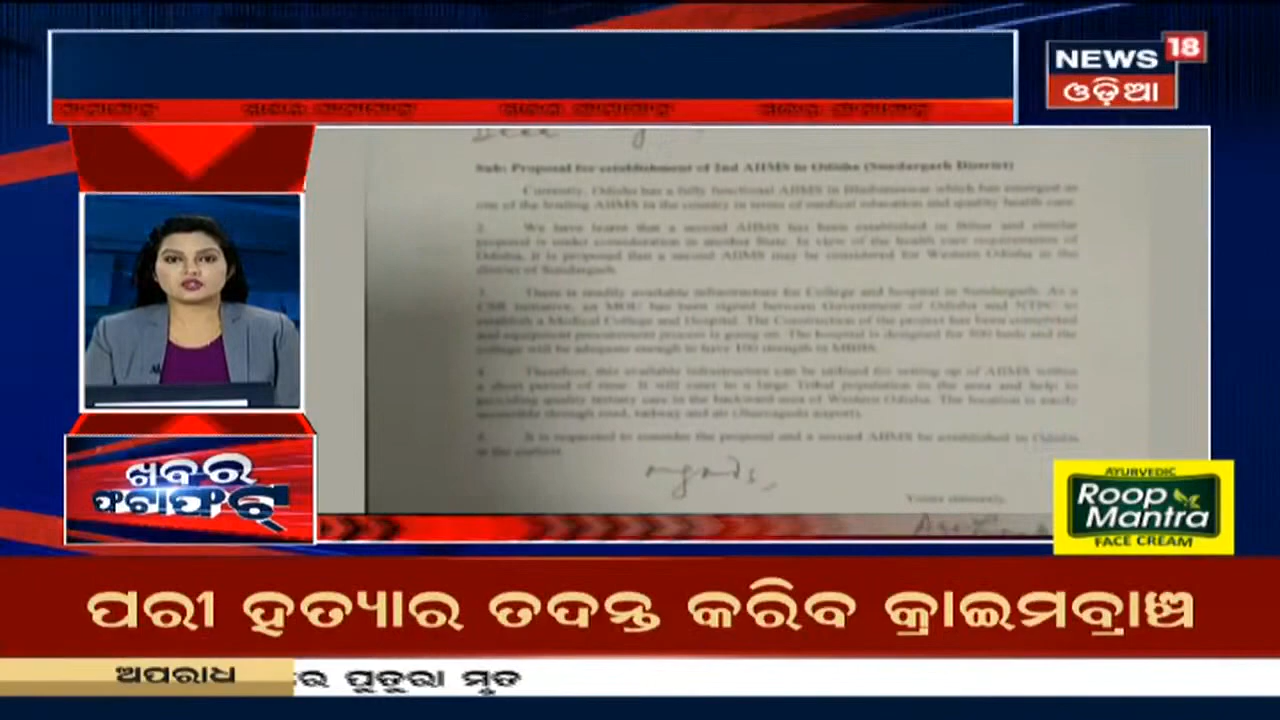 NEWS 18
ଓଡ଼ିଆ
Sub: Proposal for establishment of 2nd AIIMS in Odisha (Sundargarh District)
Currently, Odisha has a fully functional AIIMS in Bhubaneswar which has emerged as
one of the leading AIIMS in the country in terms of medical education and quality health care.
2. We have learnt that a second AIIMS has been established in Bihar and similar
proposal is under consideration in another State. In view of the health care requirements of
Odisha, it is proposed that a second AIIMS may be considered for Western Odisha in the
district of Sundargarh.
3. There is readily available infrastructure for College and hospital in Sundargarh. As a
CSR initiative, an MOU has been signed between Government of Odisha and NTPC to
establish a Medical College and Hospital. The Construction of the project has been completed
and equipment procurement process is going on. The hospital is designed for 500 beds and the
college will be adequate enough to have 100 strength in MBBS.
4. Therefore, this available infrastructure can be utilized for setting up of AIIMS within
a short period of time. It will cater to a large Tribal population in the area and help in
providing quality tertiary care in the backward area of Western Odisha. The location is easily
accessible through road, railway and air (Jharsuguda airport).
5. It is requested to consider the proposal and a second AIIMS be established in Odisha
at the earliest.
regards,
Yours sincerely,
ଖବର
ଫଟାଫଟ୍
AYURVEDIC
Roop
Mantra
FACE CREAM
ପରୀ ହତ୍ୟାର ତଦନ୍ତ କରିବ କ୍ରାଇମବ୍ରାଞ୍ଚ
ଅପରାଧ
ରେ ପୁତୁରା ମୃତ